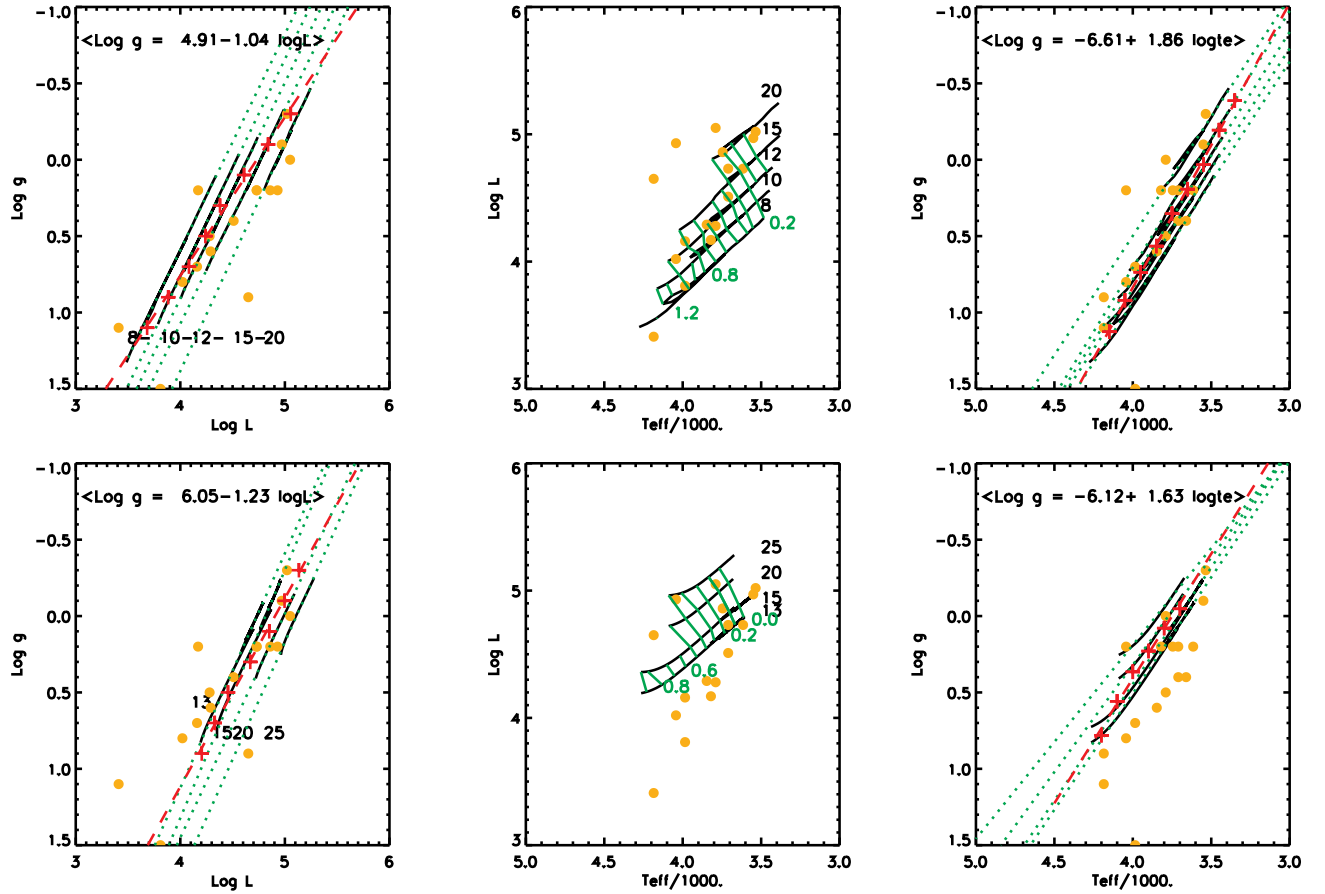 -1.0
-0.5
0.0
0.5
1.0
1.5
Log g
<Log g = 4.91-1.04 logL>
8- 10-12- 15-20
3 4 5 6
Log L
6
5
4
3
Log L
20
15
12
10
8
0.2
0.8
1.2
5.0 4.5 4.0 3.5 3.0
Teff/1000.
-1.0
-0.5
0.0
0.5
1.0
1.5
Log g
<Log g = -6.61+ 1.86 logte>
5.0 4.5 4.0 3.5 3.0
Teff/1000.
-1.0
-0.5
0.0
0.5
1.0
1.5
Log g
<Log g = 6.05-1.23 logL>
13
1520 25
3 4 5 6
Log L
6
5
4
3
Log L
25
20
15
13
0.0
0.2
0.6
0.8
5.0 4.5 4.0 3.5 3.0
Teff/1000.
-1.0
-0.5
0.0
0.5
1.0
1.5
Log g
<Log g = -6.12+ 1.63 logte>
5.0 4.5 4.0 3.5 3.0
Teff/1000.